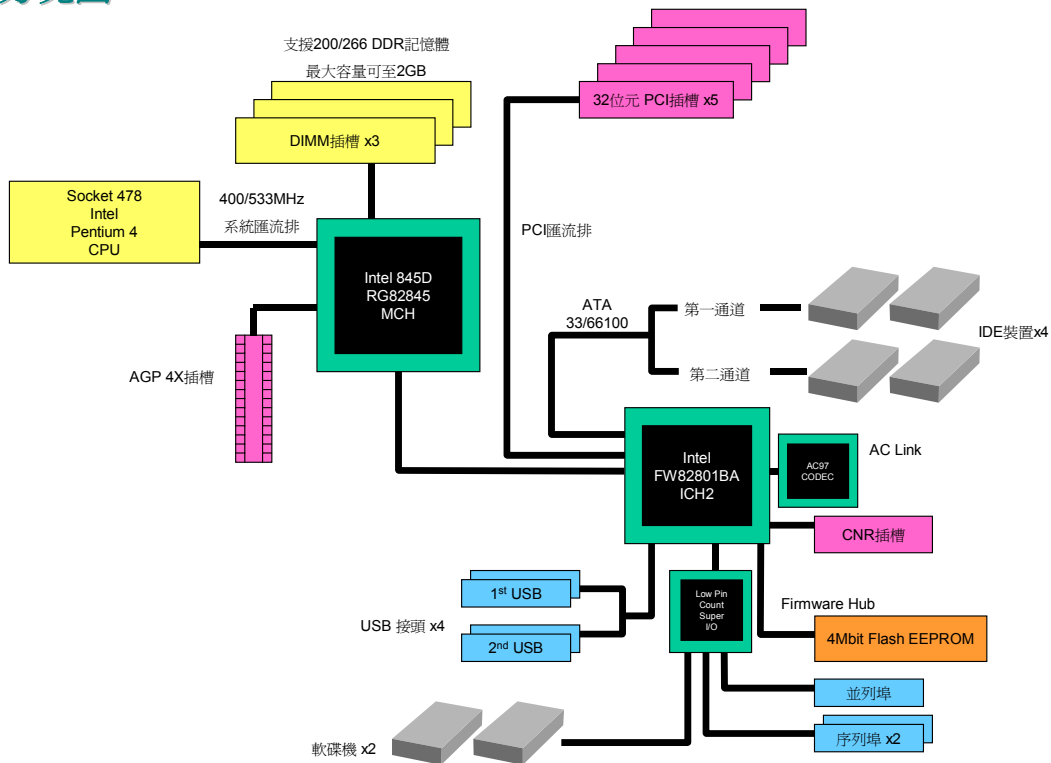 支援200/266 DDR記憶體
最大容量可至2GB
DIMM插槽 x3
32位元 PCI插槽 x5
Socket 478
Intel
Pentium 4
CPU
400/533MHz
系統匯流排
PCI匯流排
Intel 845D
RG82845
MCH
ATA
33/66100
第一通道
第二通道
IDE裝置x4
AGP 4X插槽
Intel
FW82801BA
ICH2
AC97
CODEC
AC Link
CNR插槽
1st USB
2nd USB
USB 接頭 x4
Low Pin
Count
Super
I/O
Firmware Hub
4Mbit Flash EEPROM
並列埠
序列埠 x2
軟碟機 x2